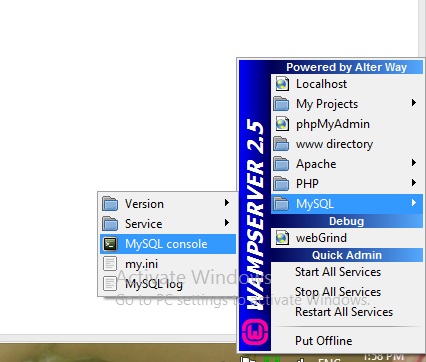 Powered by Alter Way
Localhost
My Projects
phpMyAdmin
www directory
Apache
PHP
MySQL
Debug
webGrind
Quick Admin
Start All Services
Stop All Services
Restart All Services
Put Offline
WAMPSERVER 2.5
Version
Service
MySQL console
my.ini
MySQL log
Activate Windows
Go to PC settings to activate Windows.
ENG
1:58 PM